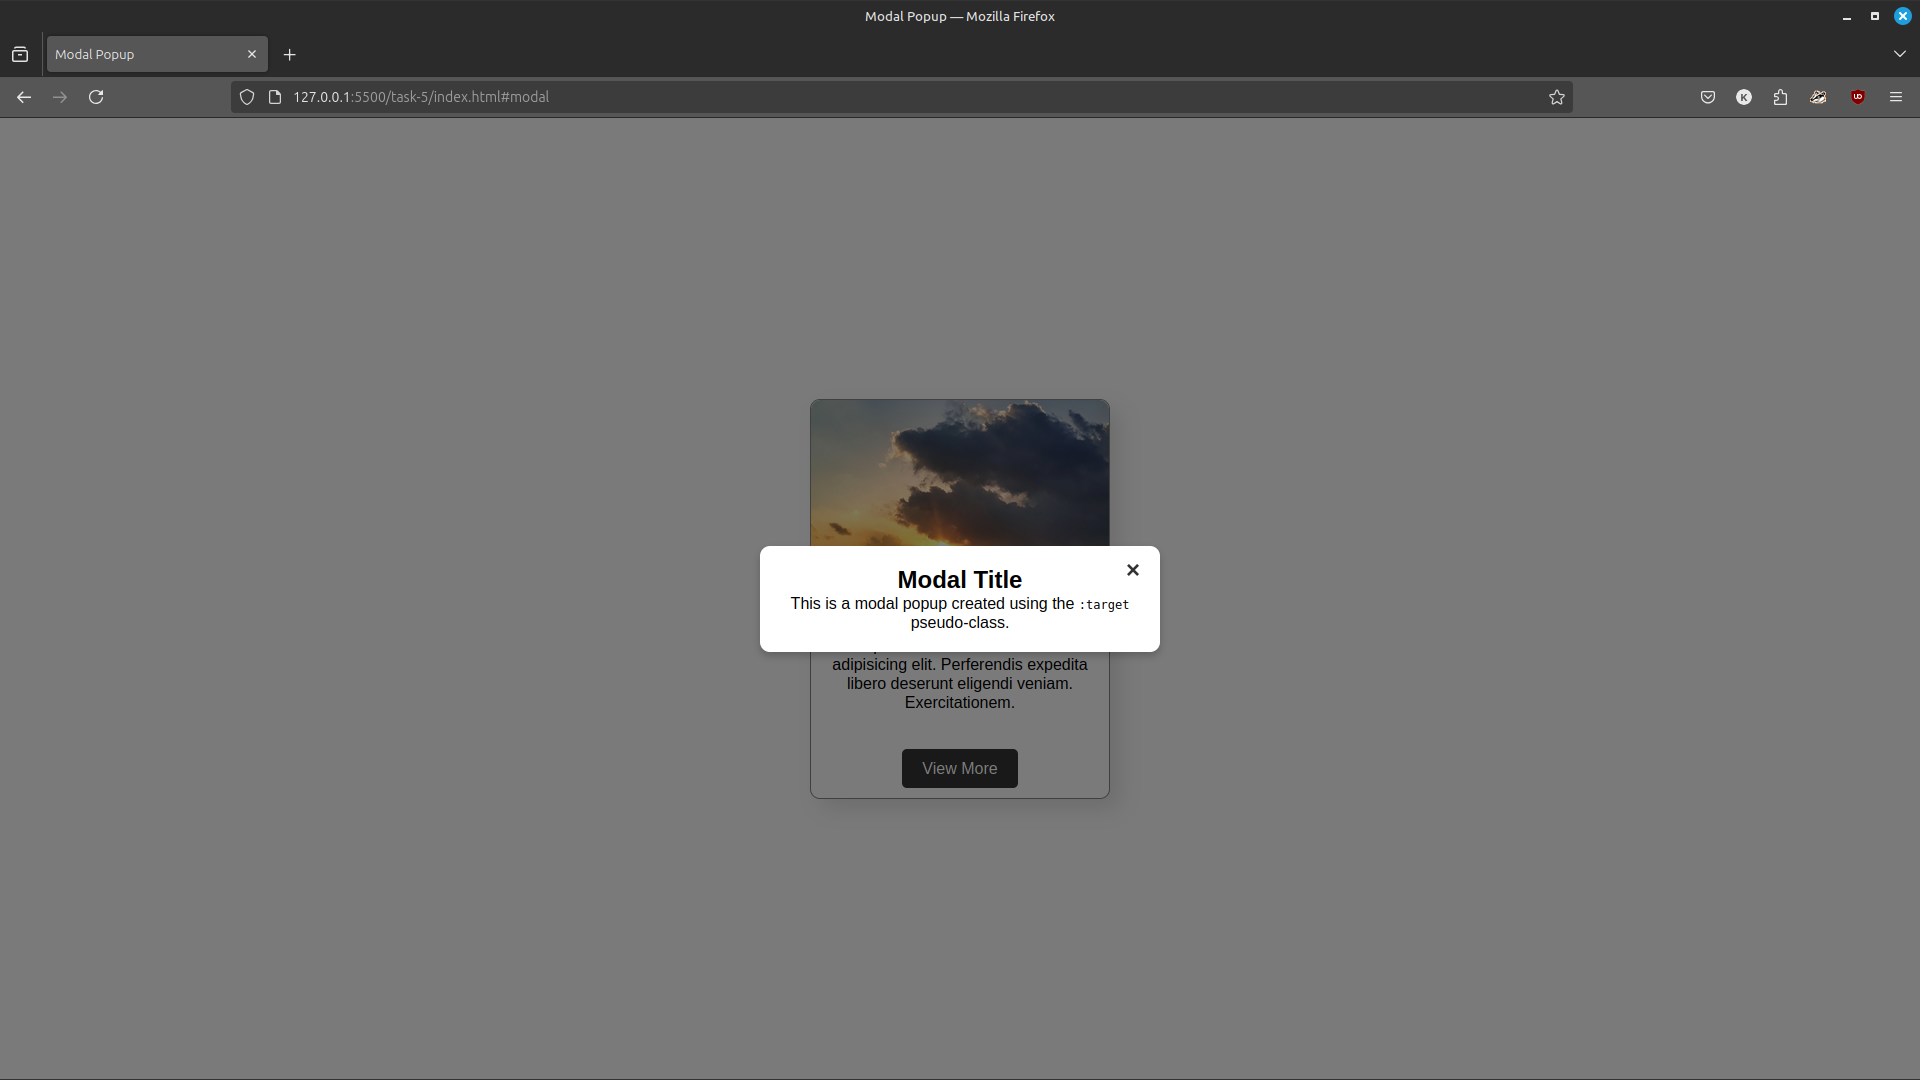 Modal Popup — Mozilla Firefox
Modal Popup
127.0.0.1:5500/task-5/index.html#modal
K
Modal Title
This is a modal popup created using the :target
pseudo-class.
adipisicing elit. Perferendis expedita
libero deserunt eligendi veniam.
Exercitationem.
View More